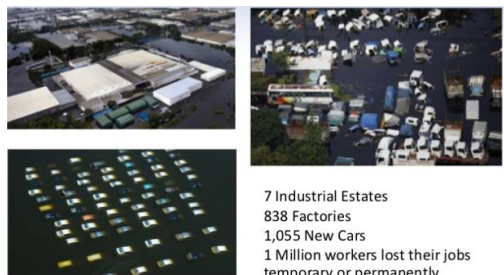 7 Industrial Estates
838 Factories
1,055 New Cars
1 Million workers lost their jobs
temporary or permanently